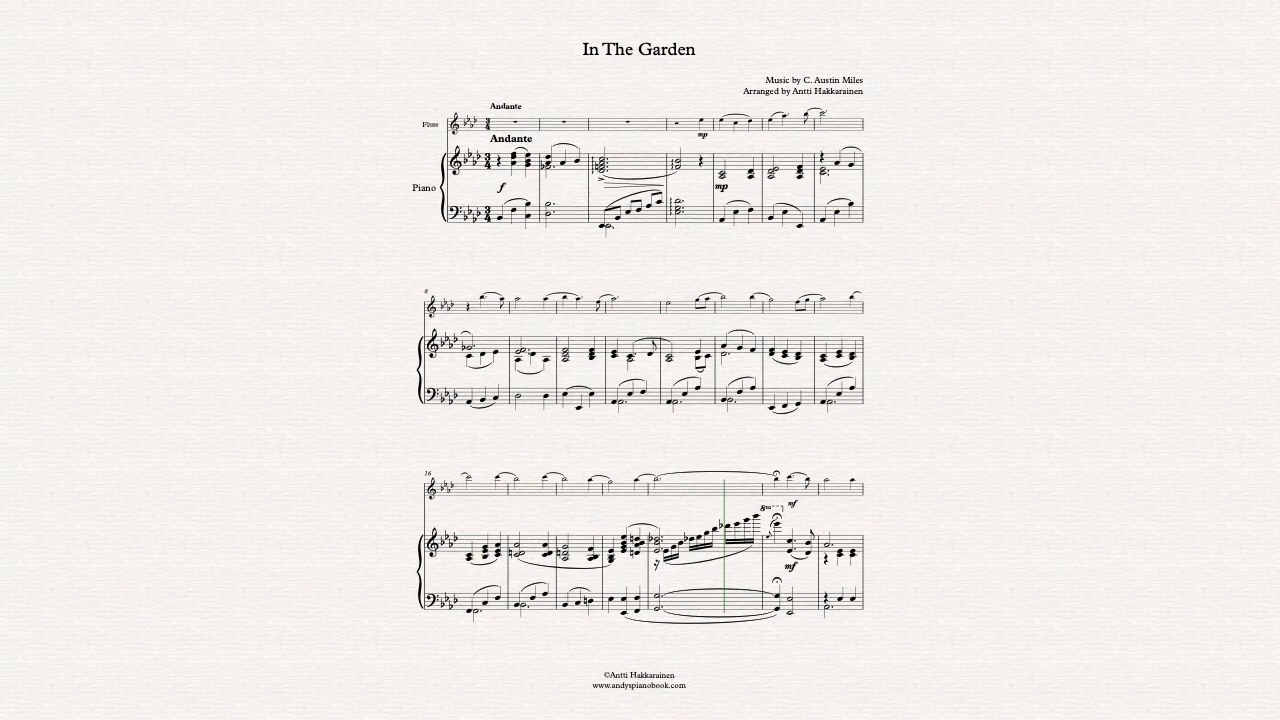 In The Garden
Music by C. Austin Miles
Arranged by Antti Hakkarainen
Andante
Flute
mp
Andante
Piano
f
mp
8
16
mf
8va
mf
©Antti Hakkarainen
www.andyspianobook.com